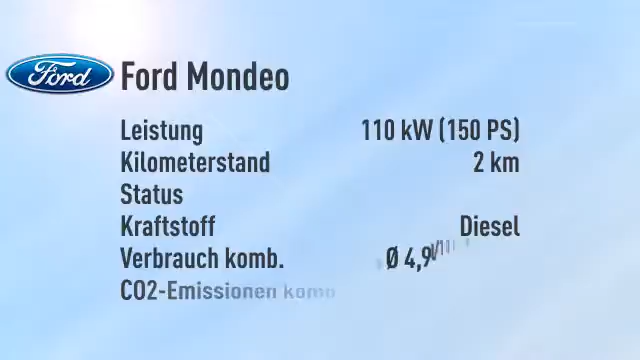 Ford
Ford Mondeo
Leistung 110 kW (150 PS)
Kilometerstand 2 km
Status
Kraftstoff Diesel
Verbrauch komb. Ø 4,9
CO2-Emissionen komb